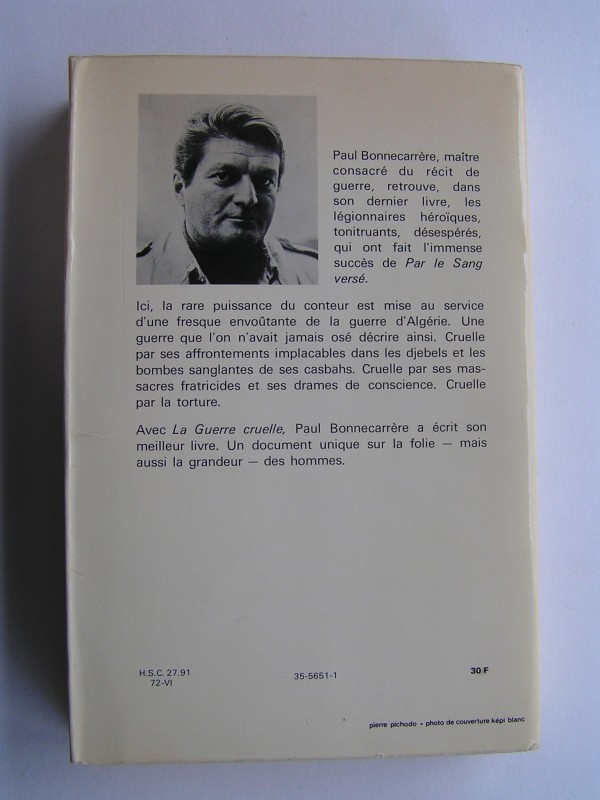 Paul Bonnecarrère, maître
consacré du récit de
guerre, retrouve, dans
son dernier livre, les
légionnaires héroïques,
tonitruants, désespérés,
qui ont fait l'immense
succès de Par le Sang
versé.
Ici, la rare puissance du conteur est mise au service
d'une fresque envoûtante de la guerre d'Algérie. Une
guerre que l'on n'avait jamais osé décrire ainsi. Cruelle
par ses affrontements implacables dans les djebels et les
bombes sanglantes de ses casbahs. Cruelle par ses mas-
sacres fratricides et ses drames de conscience. Cruelle
par la torture.
Avec La Guerre cruelle, Paul Bonnecarrère a écrit son
meilleur livre. Un document unique sur la folie — mais
aussi la grandeur — des hommes.
H.S.C. 27.91
72-VI
35-5651-1
30 F
pierre pichodo - photo de couverture képi blanc